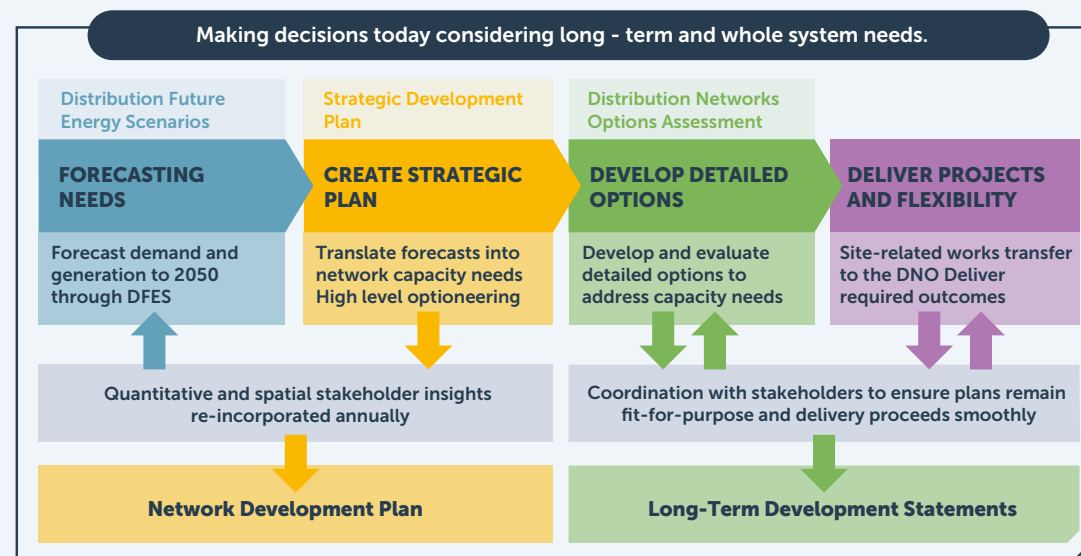 Making decisions today considering long - term and whole system needs.
Distribution Future
Energy Scenarios
FORECASTING
NEEDS
Forecast demand and
generation to 2050
through DFES
Strategic Development
Plan
CREATE STRATEGIC
PLAN
Translate forecasts into
network capacity needs
High level optioneering
Distribution Networks
Options Assessment
DEVELOP DETAILED
OPTIONS
Develop and evaluate
detailed options to
address capacity needs
DELIVER PROJECTS
AND FLEXIBILITY
Site-related works transfer
to the DNO Deliver
required outcomes
Quantitative and spatial stakeholder insights
re-incorporated annually
Coordination with stakeholders to ensure plans remain
fit-for-purpose and delivery proceeds smoothly
Network Development Plan
Long-Term Development Statements